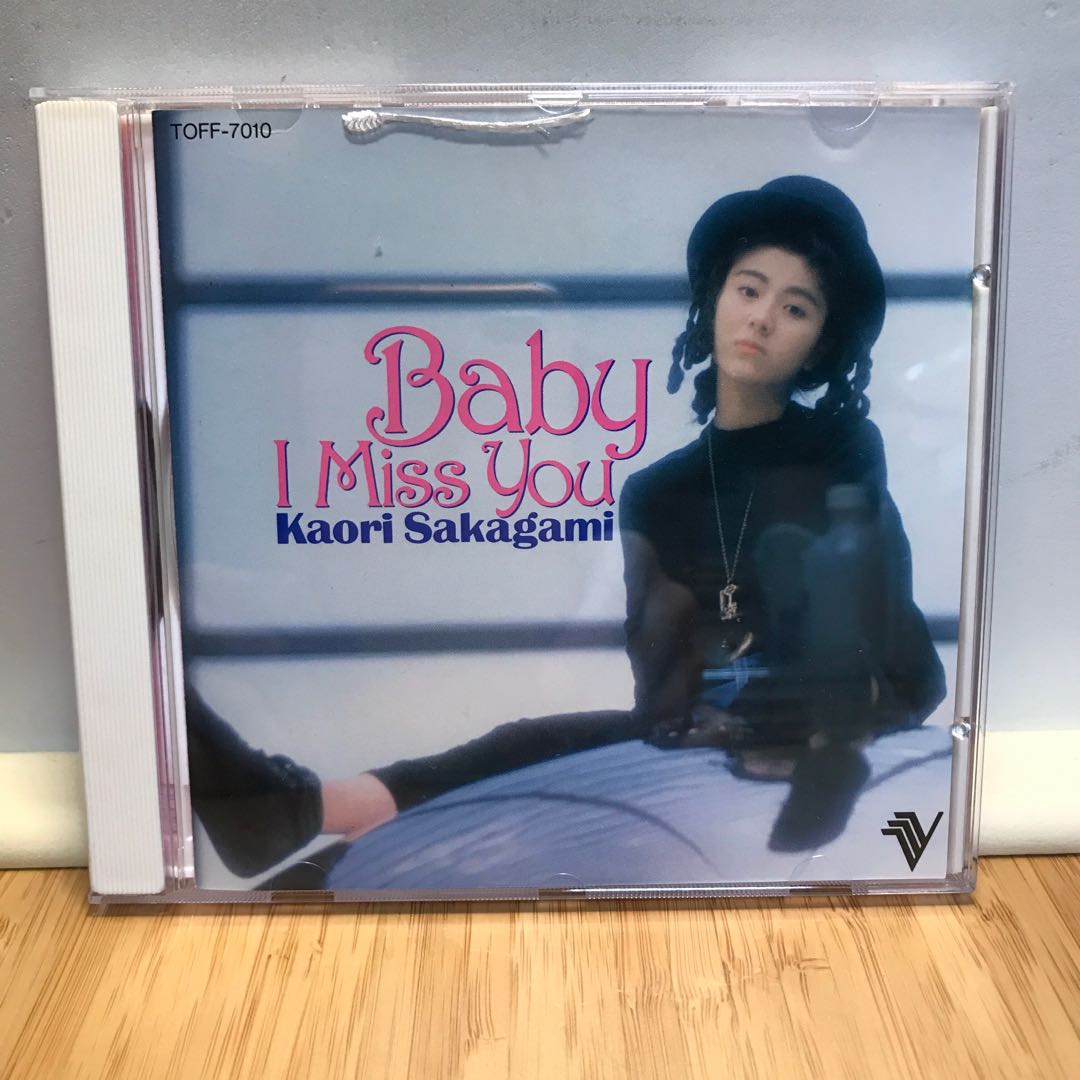 TOFF-7010
Baby
I Miss You
Kaori Sakagami